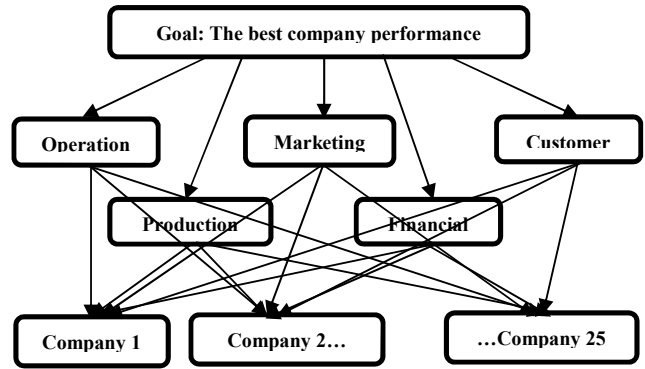 Goal: The best company performance
Operation
Marketing
Customer
Production
Financial
Company 1
Company 2…
…Company 25